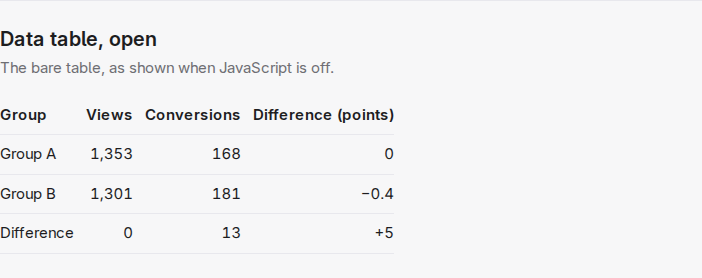 Data table, open
The bare table, as shown when JavaScript is off.
Group Views Conversions Difference (points)
Group A 1,353 168 0
Group B 1,301 181 −0.4
Difference 0 13 +5